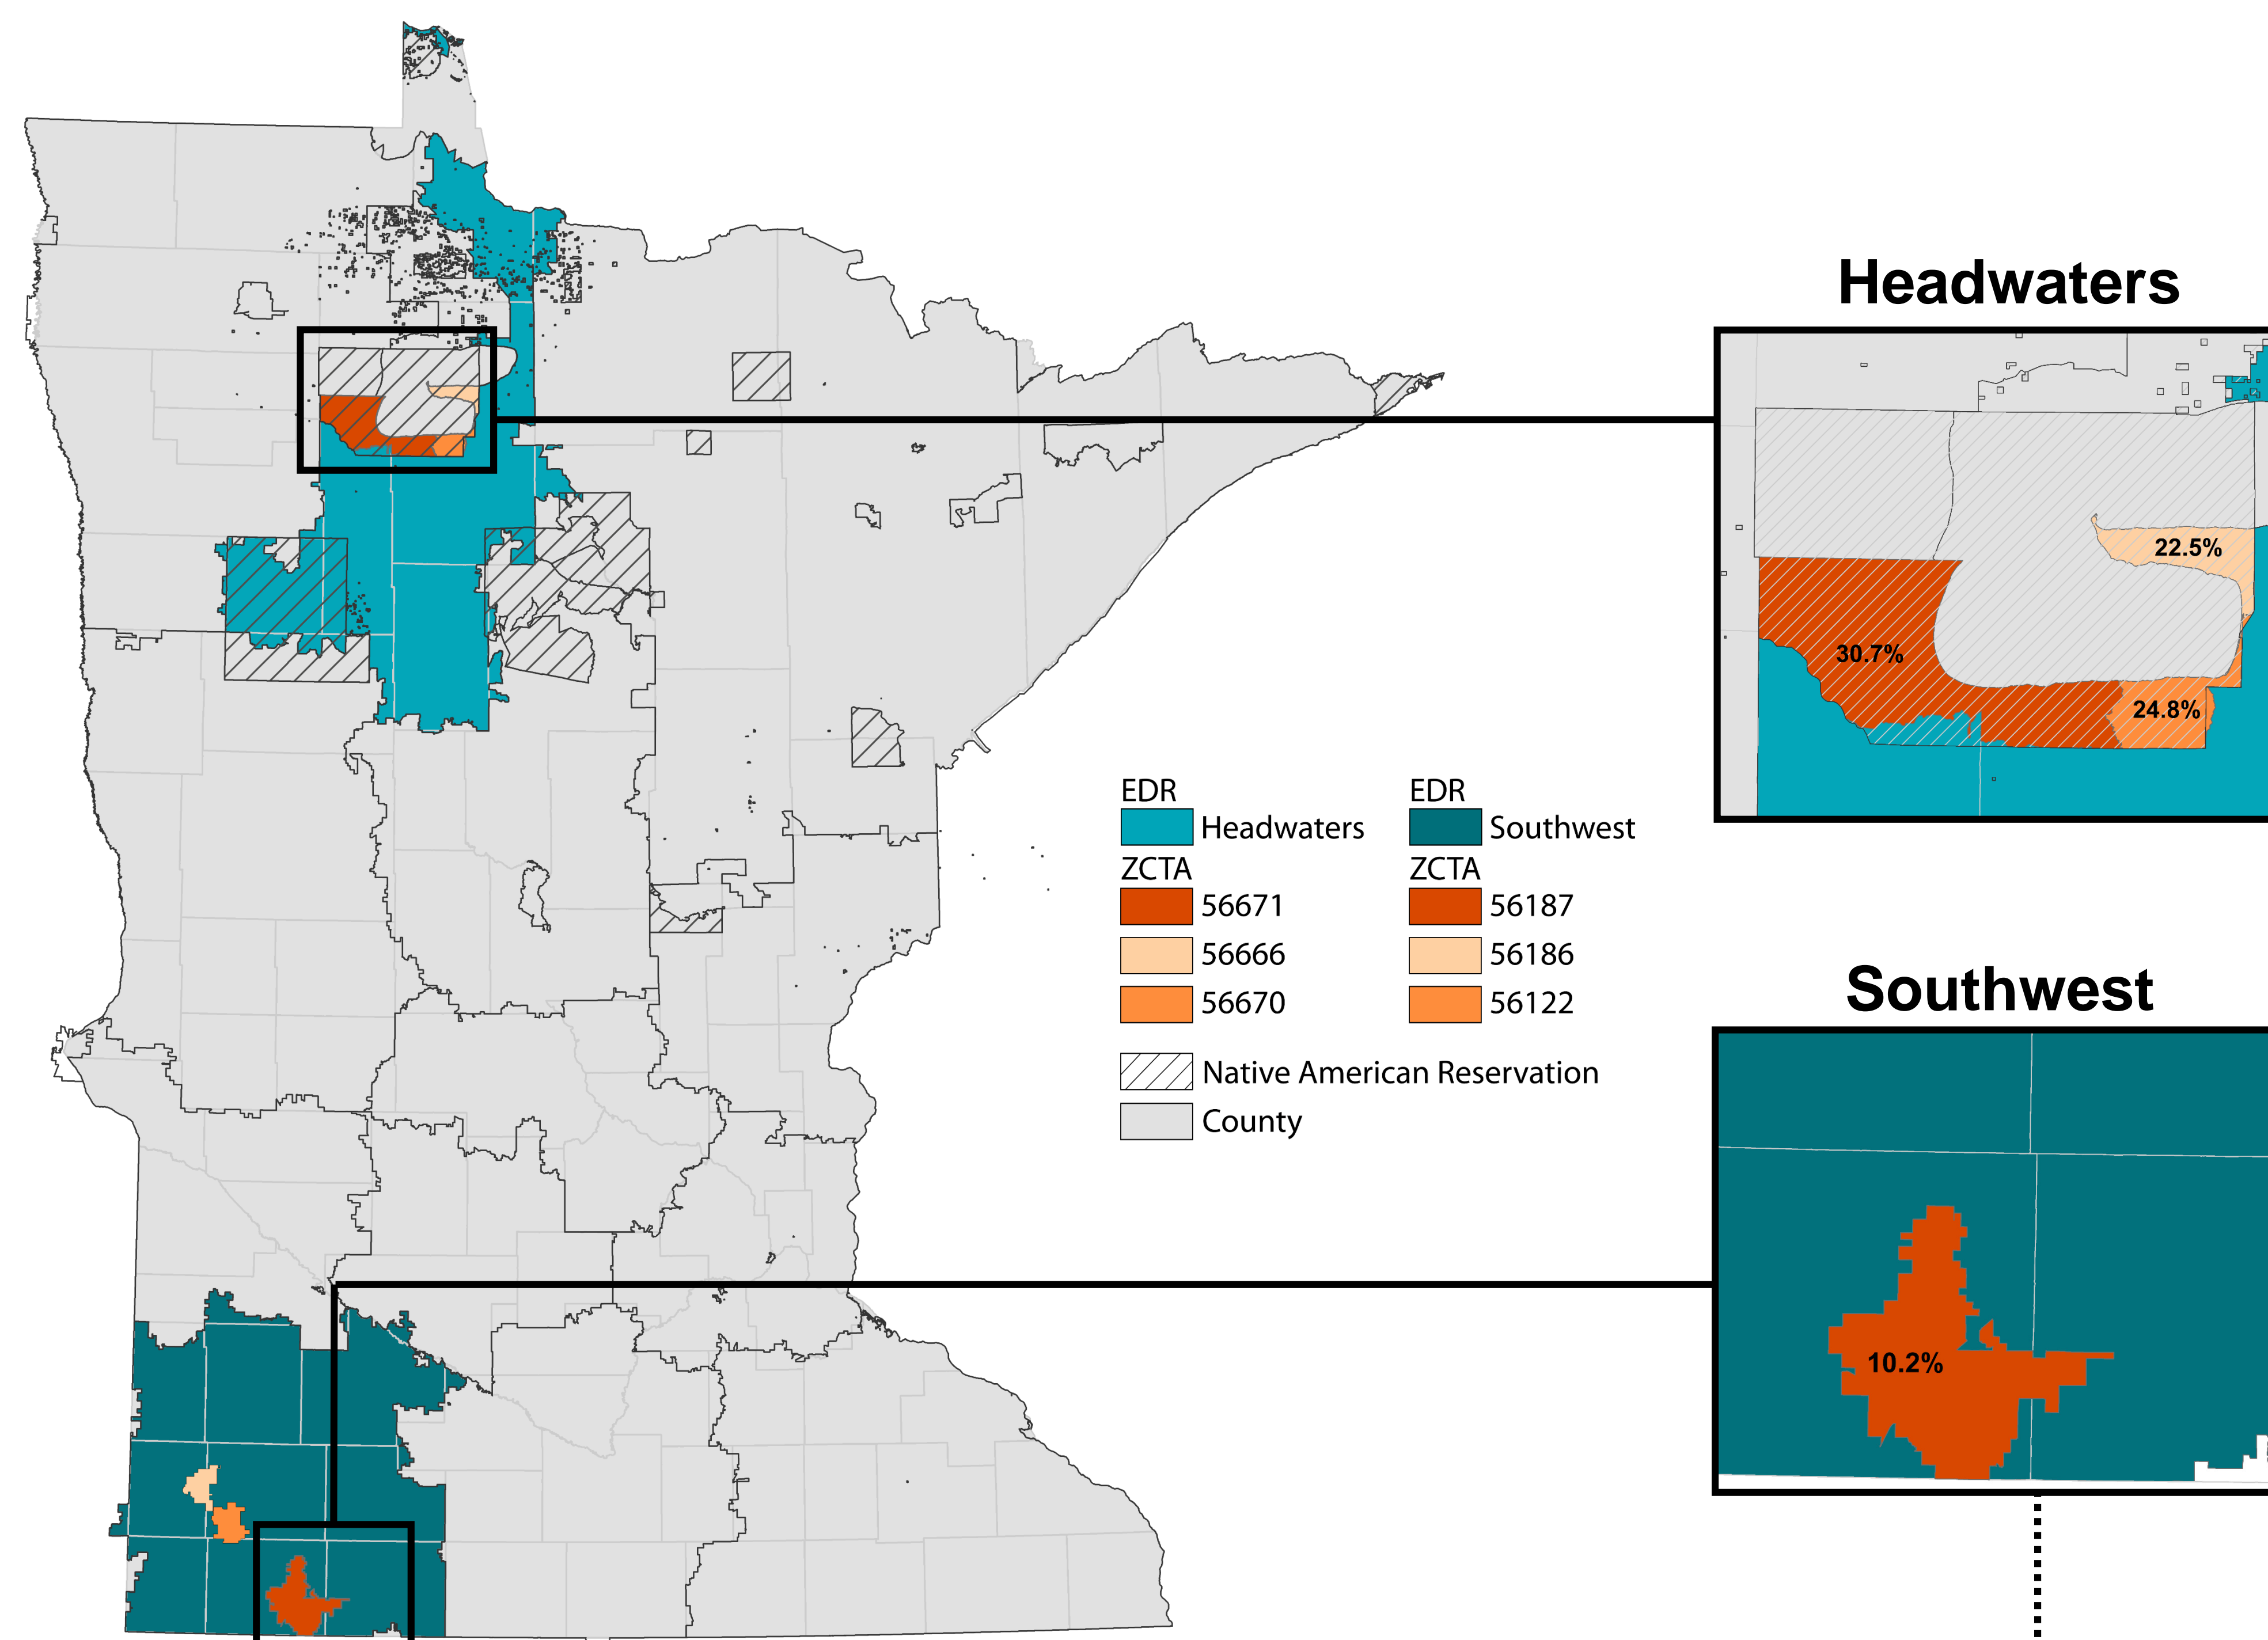 Headwaters
22.5%
30.7%
24.8%
EDR
Headwaters
ZCTA
56671
56666
56670
EDR
Southwest
ZCTA
56187
56186
56122
Native American Reservation
County
Southwest
10.2%